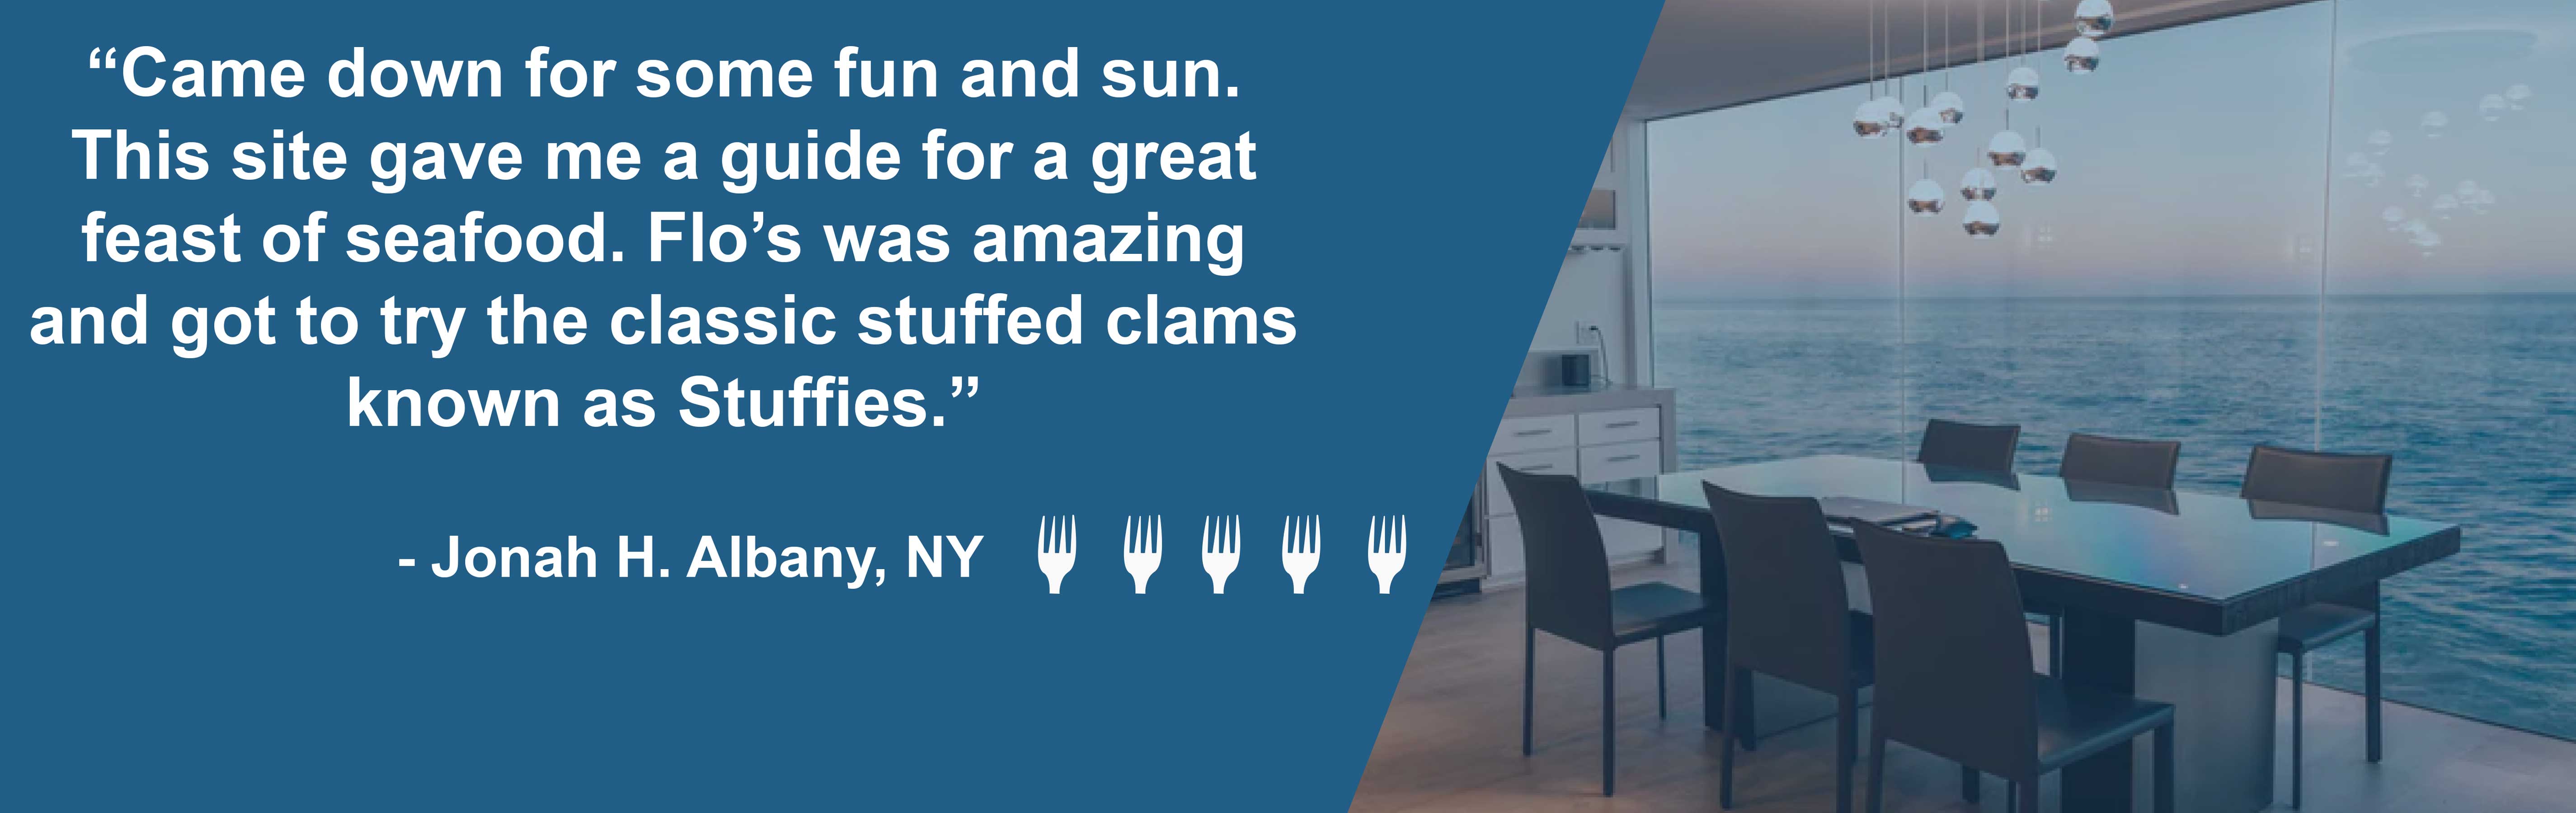 “Came down for some fun and sun.
This site gave me a guide for a great
feast of seafood. Flo’s was amazing
and got to try the classic stuffed clams
known as Stuffies.”
- Jonah H. Albany, NY